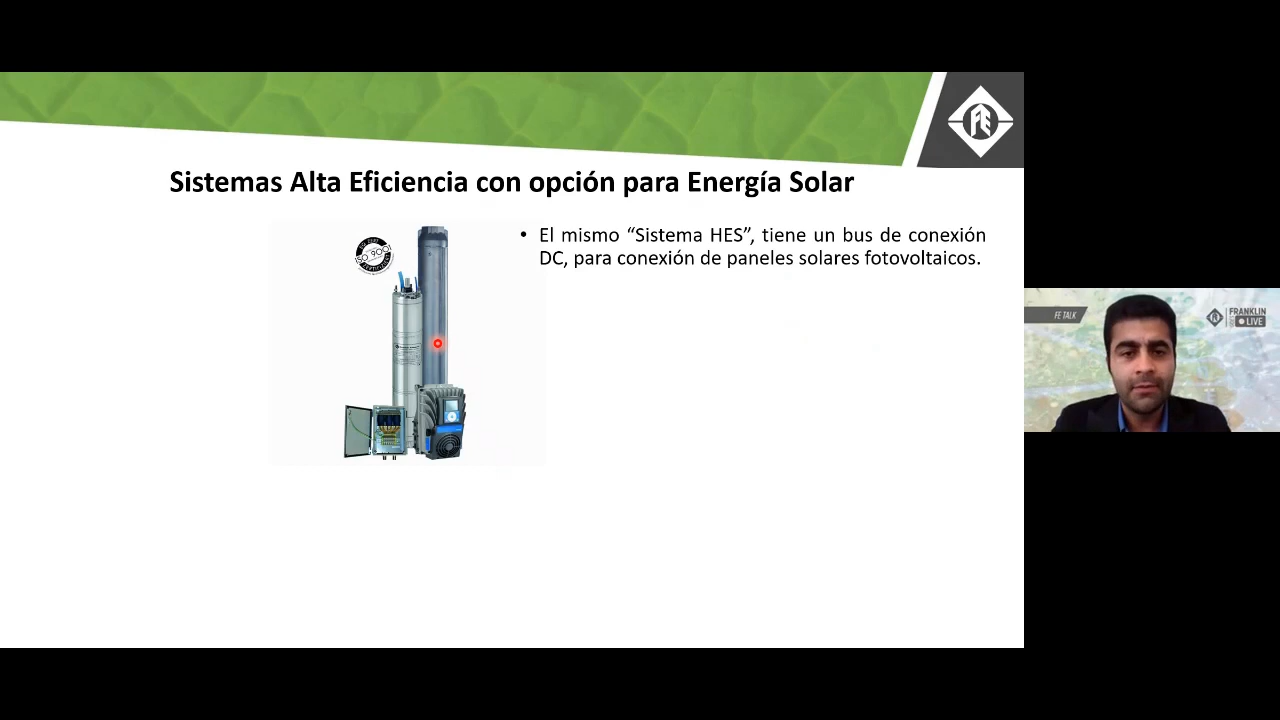 FE
Sistemas Alta Eficiencia con opción para Energía Solar
• El mismo “Sistema HES”, tiene un bus de conexión
DC, para conexión de paneles solares fotovoltaicos.
FE TALK
FRANKLIN
LIVE